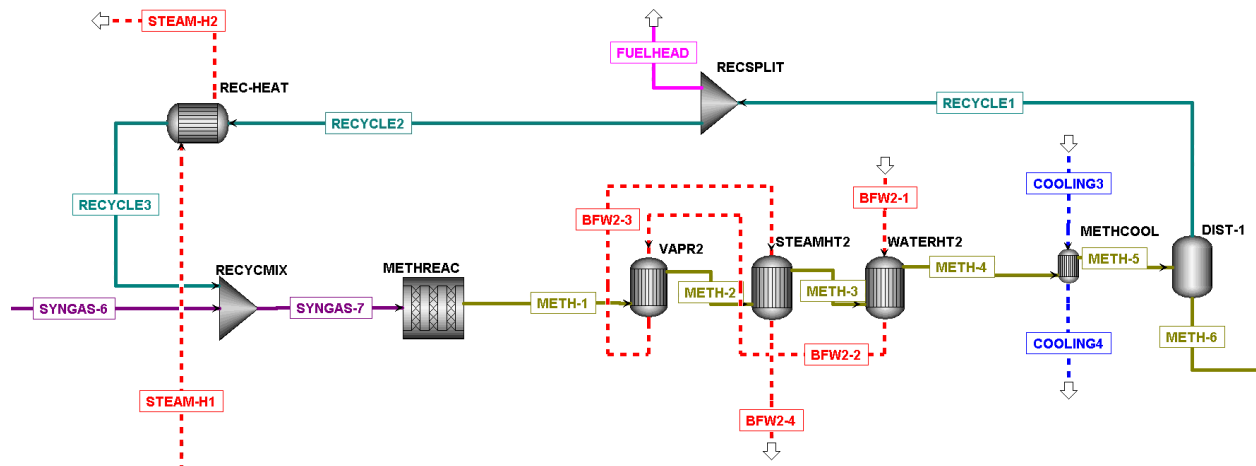 STEAM-H2
FUELHEAD
RECSPLIT
REC-HEAT
RECYCLE1
RECYCLE2
COOLING3
BFW2-1
RECYCLE3
BFW2-3
VAPR2
STEAMHT2
WATERHT2
METHCOOL
DIST-1
RECYCMIX
METHREAC
METH-4
METH-5
SYNGAS-6
SYNGAS-7
METH-1
METH-2
METH-3
METH-6
BFW2-2
COOLING4
STEAM-H1
BFW2-4